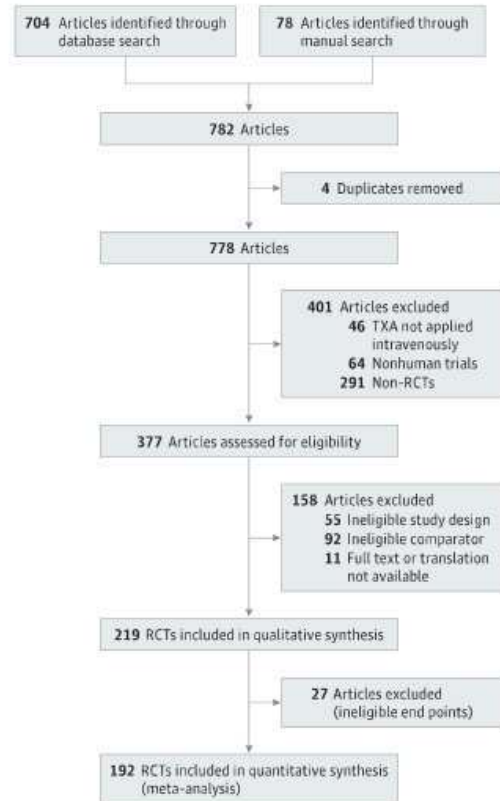 704 Articles identified through
database search
78 Articles identified through
manual search
782 Articles
4 Duplicates removed
778 Articles
401 Articles excluded
46 TXA not applied
intravenously
64 Nonhuman trials
291 Non-RCTs
377 Articles assessed for eligibility
158 Articles excluded
55 Ineligible study design
92 Ineligible comparator
11 Full text or translation
not available
219 RCTs included in qualitative synthesis
27 Articles excluded
(ineligible end points)
192 RCTs included in quantitative synthesis
(meta-analysis)